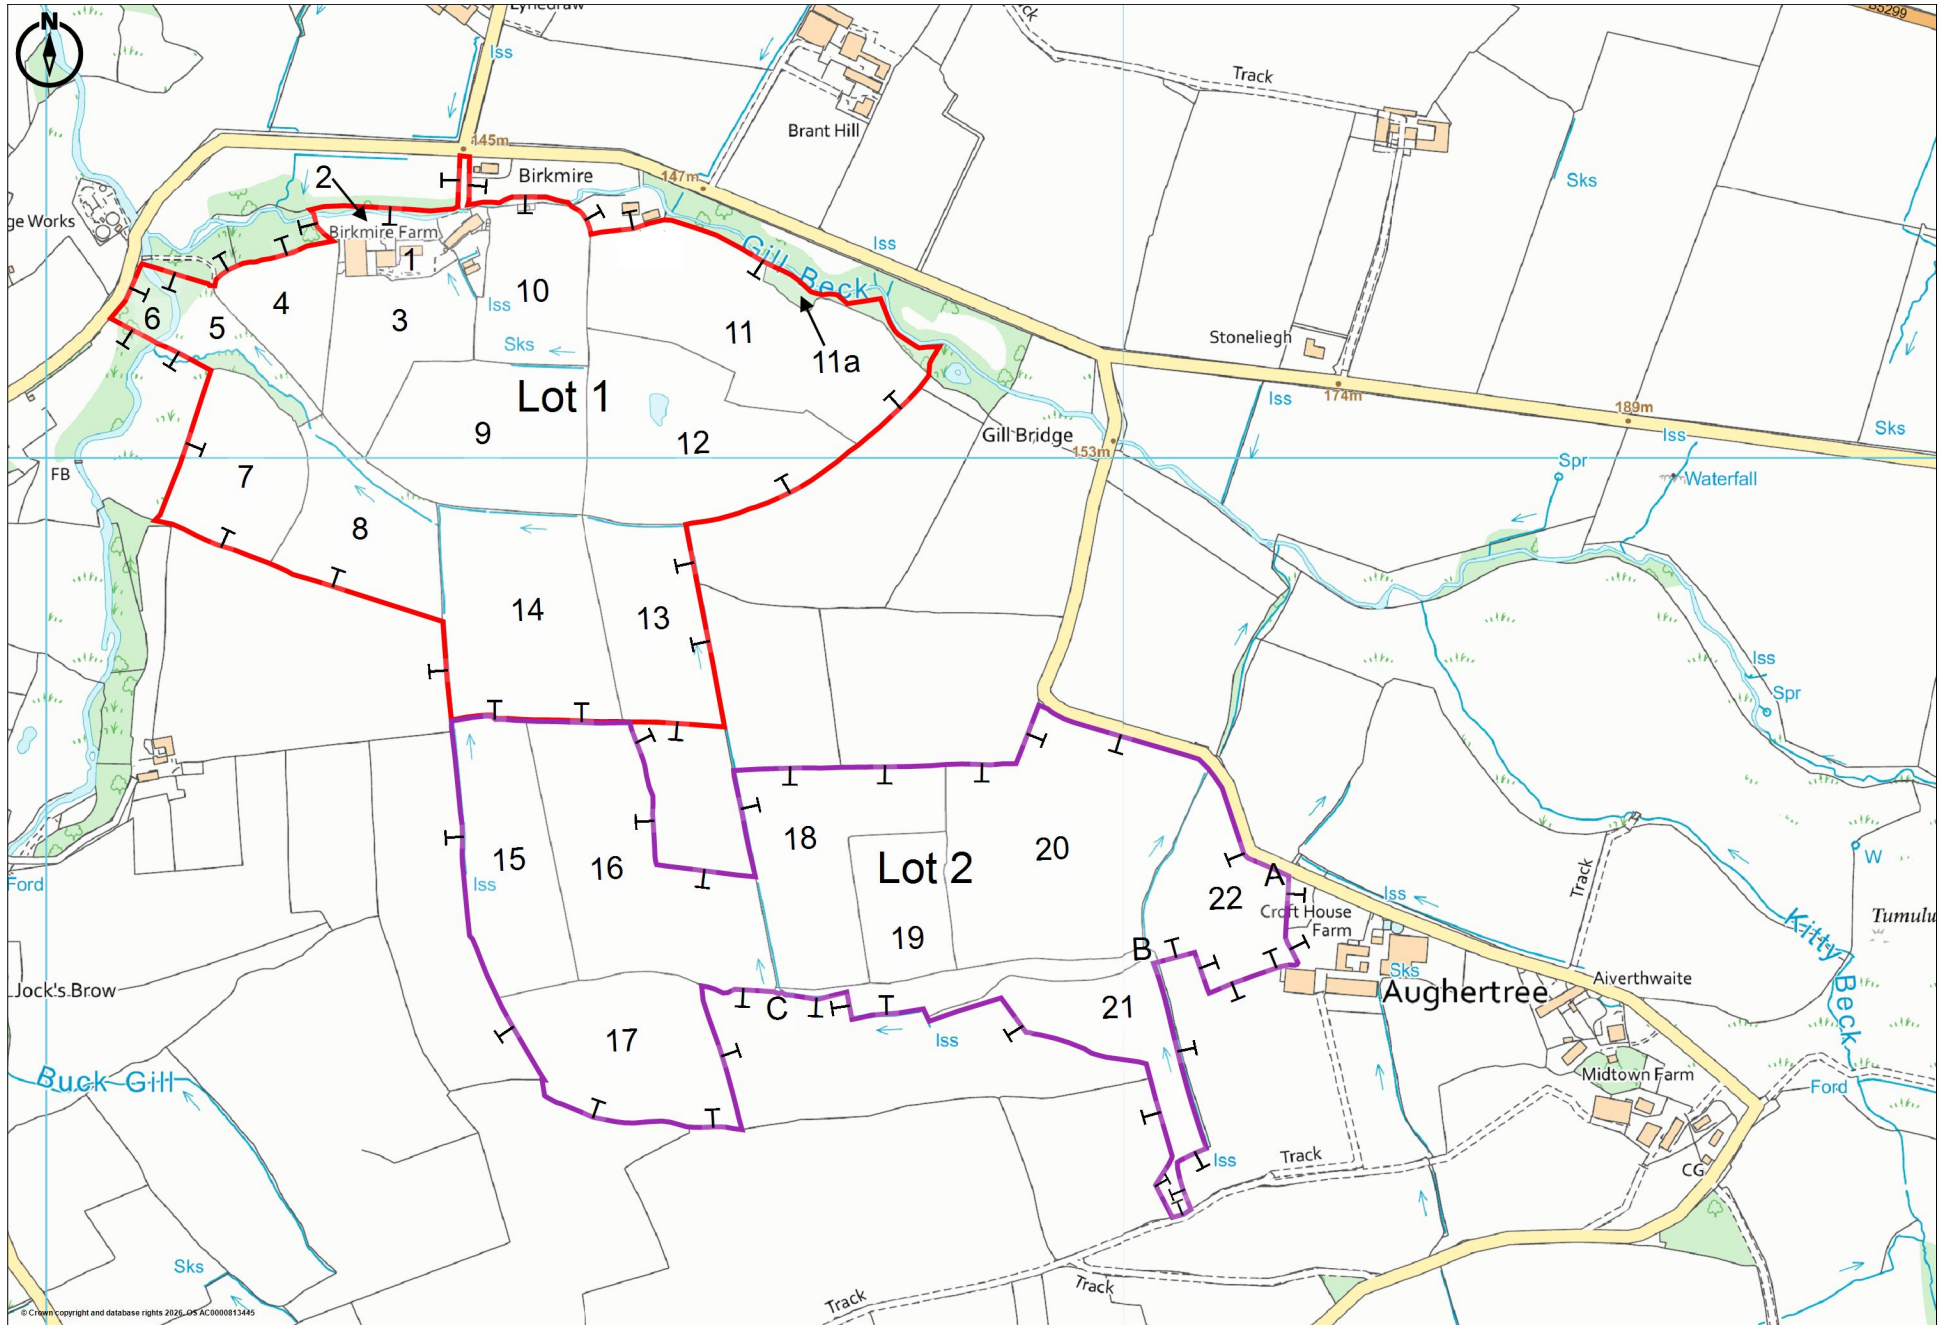 N
Lynedraw
Iss
B5299
Track
Brant Hill
145m
Birkmire
147m
2
Sks
ge Works
Birkmire Farm
1
Gill Beck
Iss
10
Iss
4
3
6
5
11
11a
Sks
Stoneliegh
Lot 1
174m
Iss
189m
Iss
Sks
9
12
Gill Bridge
153m
FB
7
Spr
Waterfall
8
14
13
Iss
Spr
15
16
18
Lot 2
20
Iss
19
22
A
Croft House
Farm
Iss
Track
W
Ford
Kitty Beck
Tumulu
B
Sks
Aughertree
Aiverthwaite
Jock's Brow
C
21
17
Iss
Buck Gill
Midtown Farm
Ford
Iss
Track
CG
Sks
Track
Track
© Crown copyright and database rights 2026. OS AC0000813445